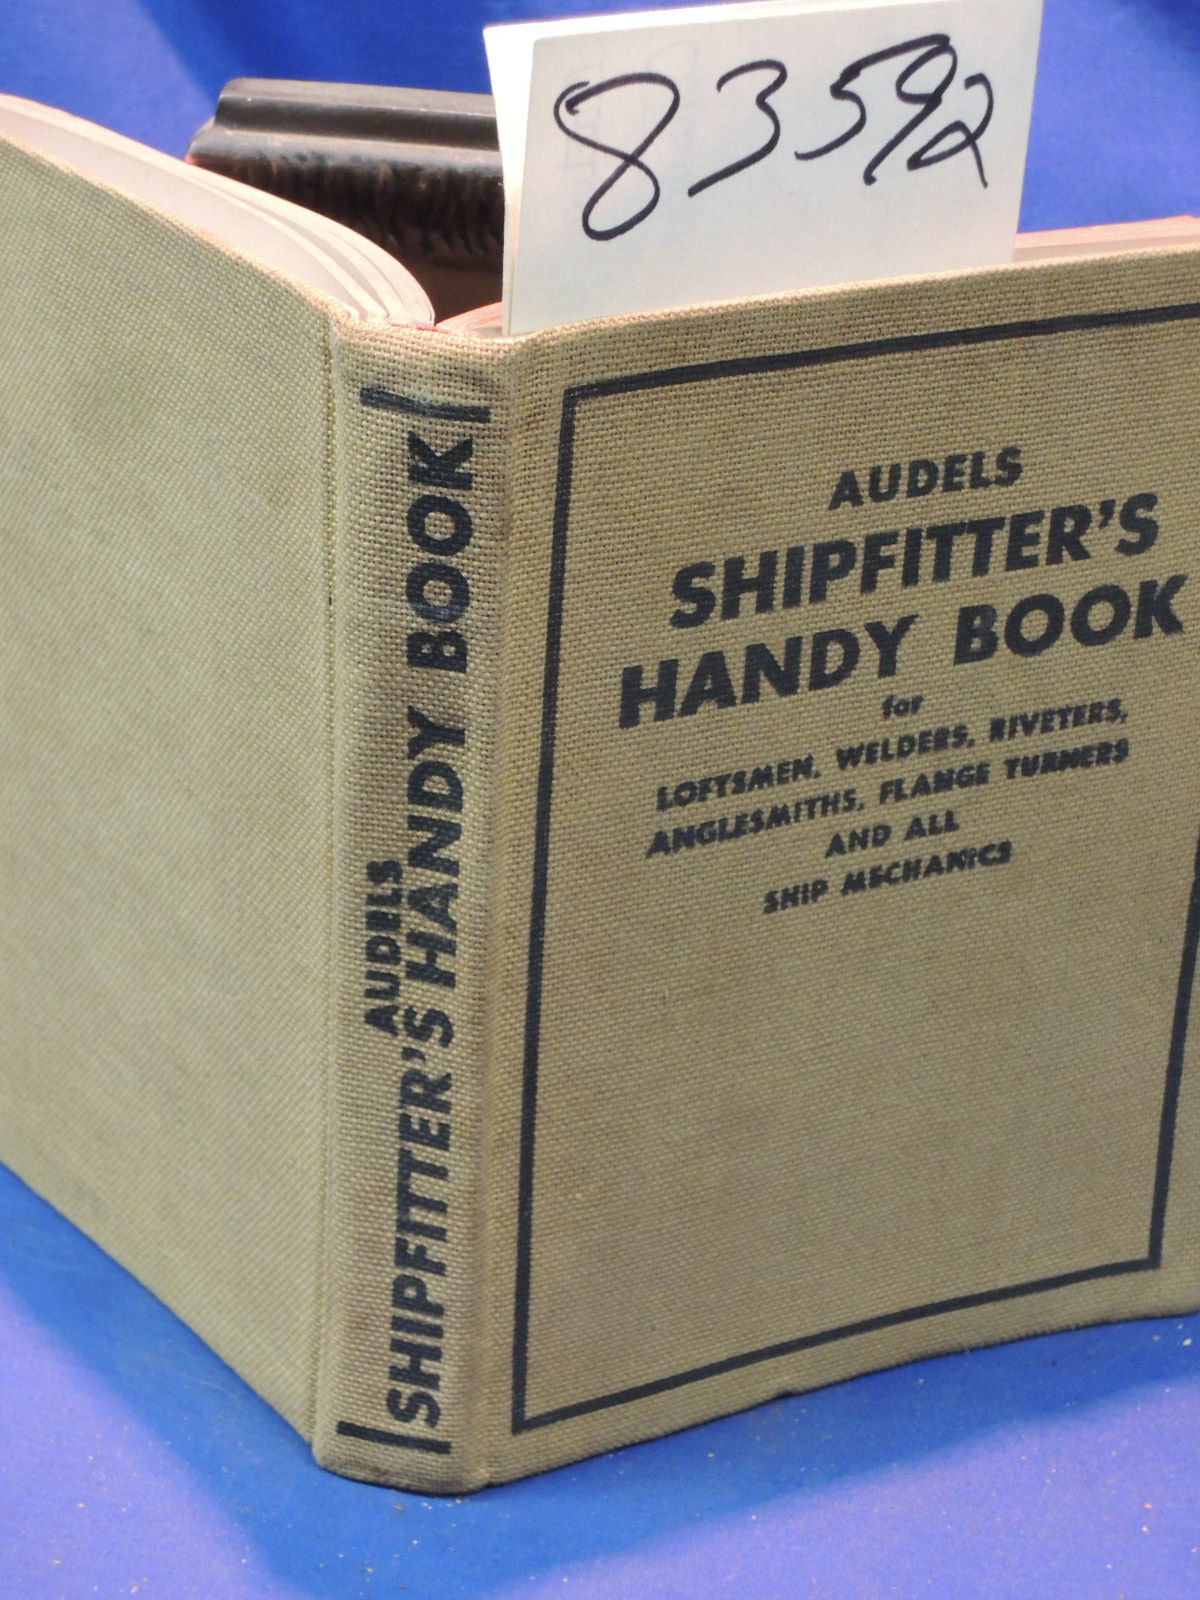 83592
AUDELS
SHIPFITTER'S
HANDY BOOK
for
LOFTSMEN, WELDERS, RIVETERS,
ANGLESMITHS, FLANGE TURNERS
AND ALL
SHIP MECHANICS
AUDELS
SHIPFITTER'S HANDY BOOK